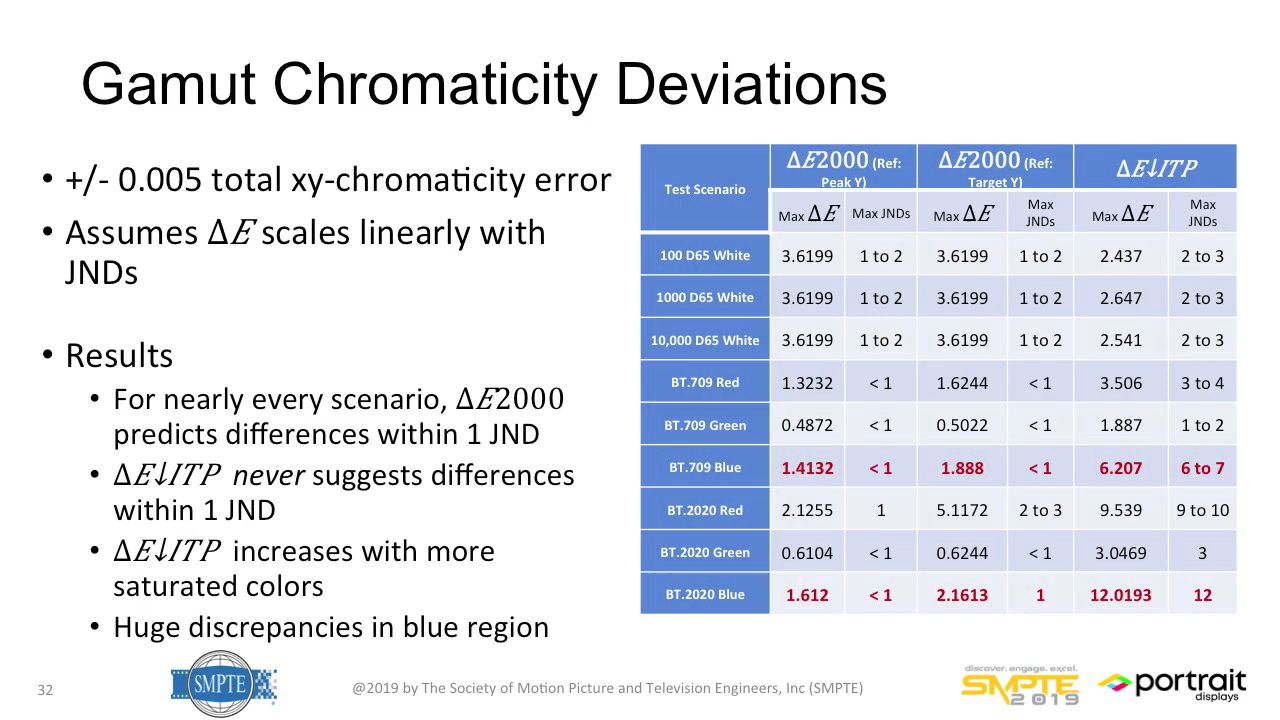 Gamut Chromaticity Deviations
• +/- 0.005 total xy-chromaticity error
• Assumes Δ𝐸 scales linearly with
JNDs
• Results
• For nearly every scenario, Δ𝐸2000
predicts differences within 1 JND
• Δ𝐸↓𝐼𝑇𝑃 never suggests differences
within 1 JND
• Δ𝐸↓𝐼𝑇𝑃 increases with more
saturated colors
• Huge discrepancies in blue region
Test Scenario
Δ𝐸2000 (Ref:
Peak Y)
Δ𝐸2000 (Ref:
Target Y)
Δ𝐸↓𝐼𝑇𝑃
Max Δ𝐸 Max JNDs Max Δ𝐸 Max JNDs Max Δ𝐸 Max JNDs
100 D65 White 3.6199 1 to 2 3.6199 1 to 2 2.437 2 to 3
1000 D65 White 3.6199 1 to 2 3.6199 1 to 2 2.647 2 to 3
10,000 D65 White 3.6199 1 to 2 3.6199 1 to 2 2.541 2 to 3
BT.709 Red 1.3232 < 1 1.6244 < 1 3.506 3 to 4
BT.709 Green 0.4872 < 1 0.5022 < 1 1.887 1 to 2
BT.709 Blue 1.4132 < 1 1.888 < 1 6.207 6 to 7
BT.2020 Red 2.1255 1 5.1172 2 to 3 9.539 9 to 10
BT.2020 Green 0.6104 < 1 0.6244 < 1 3.0469 3
BT.2020 Blue 1.612 < 1 2.1613 1 12.0193 12
32
SMPTE
@2019 by The Society of Motion Picture and Television Engineers, Inc (SMPTE)
discover. engage. excel.
SMPTE
2019
portrait
displays